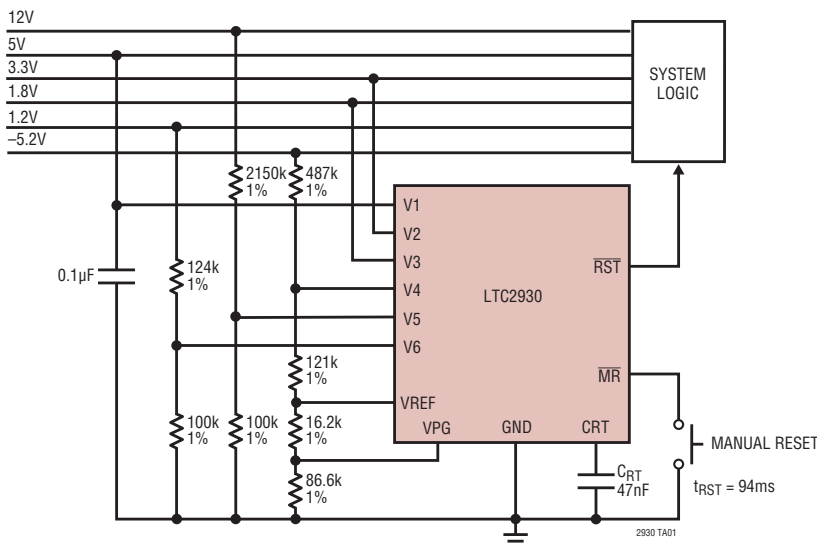 12V
5V
3.3V
1.8V
1.2V
–5.2V
SYSTEM
LOGIC
2150k
1%
487k
1%
V1
V2
V3
V4
V5
V6
VREF
VPG
GND
CRT
RST
MR
LTC2930
0.1µF
124k
1%
121k
1%
100k
1%
100k
1%
16.2k
1%
86.6k
1%
CRT
47nF
MANUAL RESET
tRST = 94ms
2930 TA01